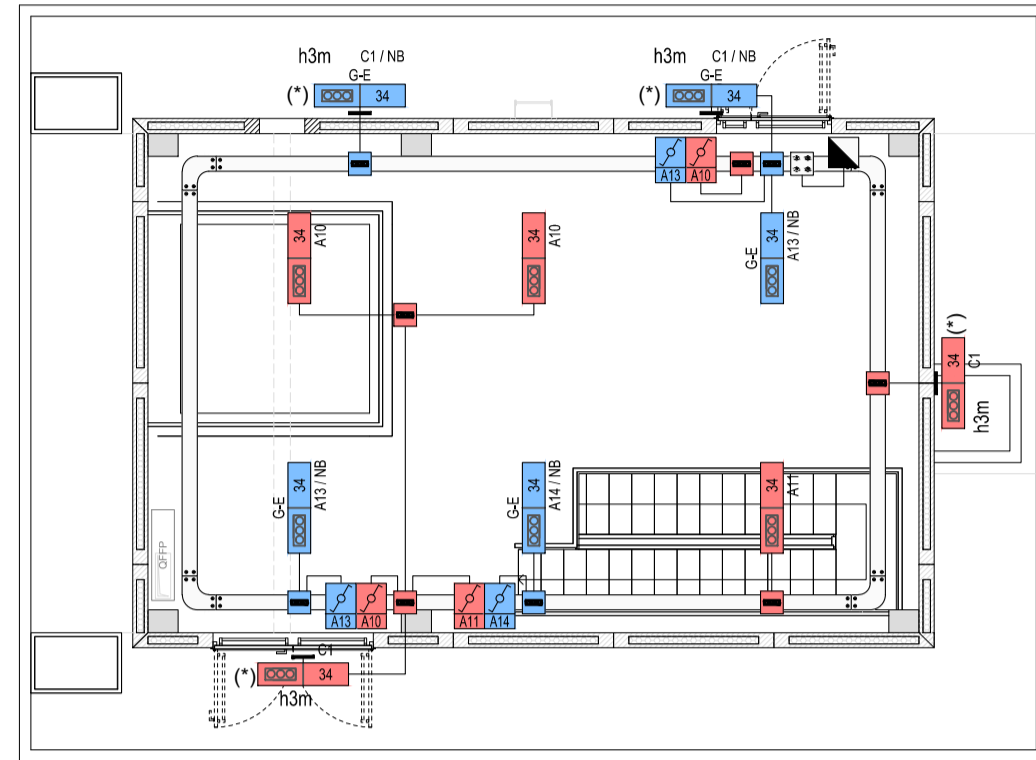 h3m C1 / NB
G-E
(*) 34
h3m C1 / NB
G-E
(*) 34
A13 A10
34
A10
34
A10
34
A13 / NB
G-E
(*)
34
C1
h3m
34
A13 / NB
G-E
34
A14 / NB
G-E
34
A11
QFFP
A13 A10
A11 A14
C1
(*) 34
h3m